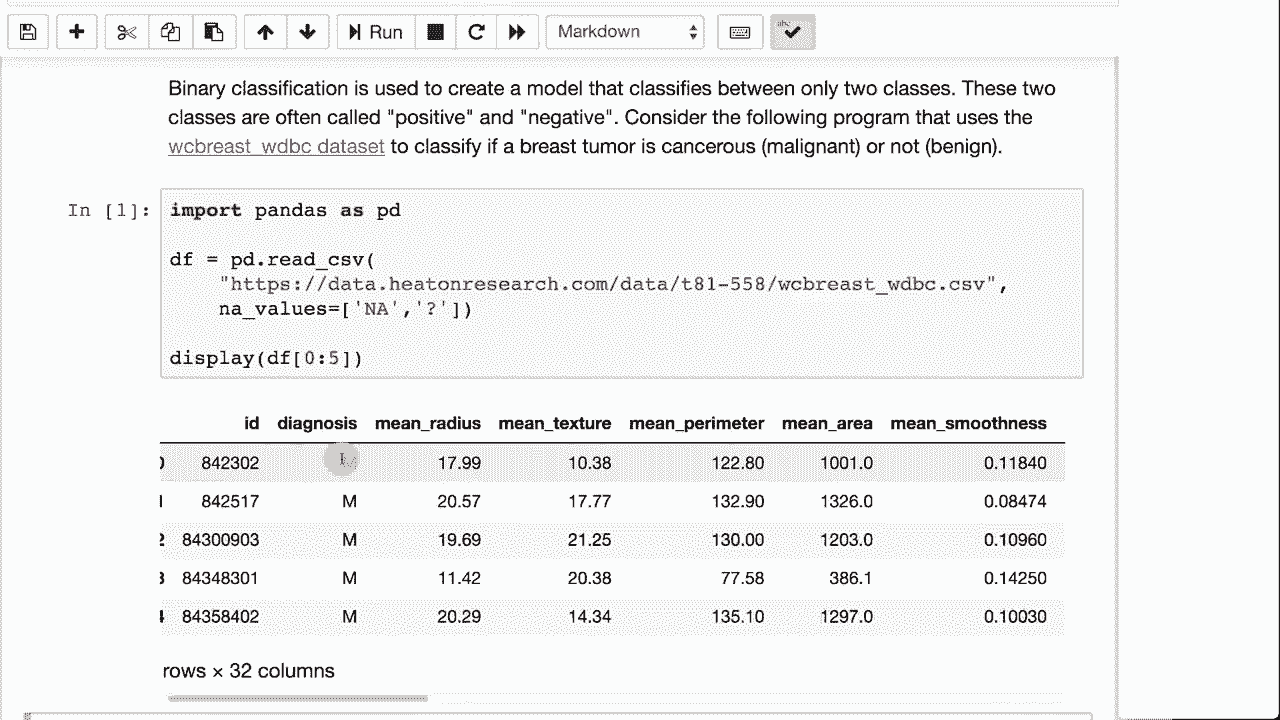 Run Markdown
Binary classification is used to create a model that classifies between only two classes. These two
classes are often called "positive" and "negative". Consider the following program that uses the
wcbreast_wdbc dataset to classify if a breast tumor is cancerous (malignant) or not (benign).
In [1]: import pandas as pd
df = pd.read_csv(
"https://data.heatonresearch.com/data/t81-558/wcbreast_wdbc.csv",
na_values=['NA','?'])
display(df[0:5])
id diagnosis mean_radius mean_texture mean_perimeter mean_area mean_smoothness
0 842302 M 17.99 10.38 122.80 1001.0 0.11840
1 842517 M 20.57 17.77 132.90 1326.0 0.08474
2 84300903 M 19.69 21.25 130.00 1203.0 0.10960
3 84348301 M 11.42 20.38 77.58 386.1 0.14250
4 84358402 M 20.29 14.34 135.10 1297.0 0.10030
rows × 32 columns